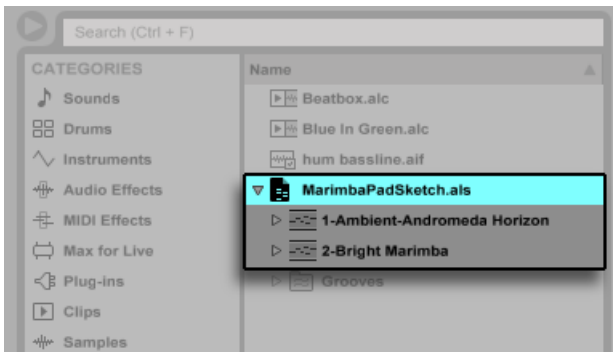 Search (Ctrl + F)
CATEGORIES
Sounds
Drums
Instruments
Audio Effects
MIDI Effects
Max for Live
Plug-ins
Clips
Samples
Name
Beatbox.alc
Blue In Green.alc
hum bassline.aif
MarimbaPadSketch.als
1-Ambient-Andromeda Horizon
2-Bright Marimba
Grooves